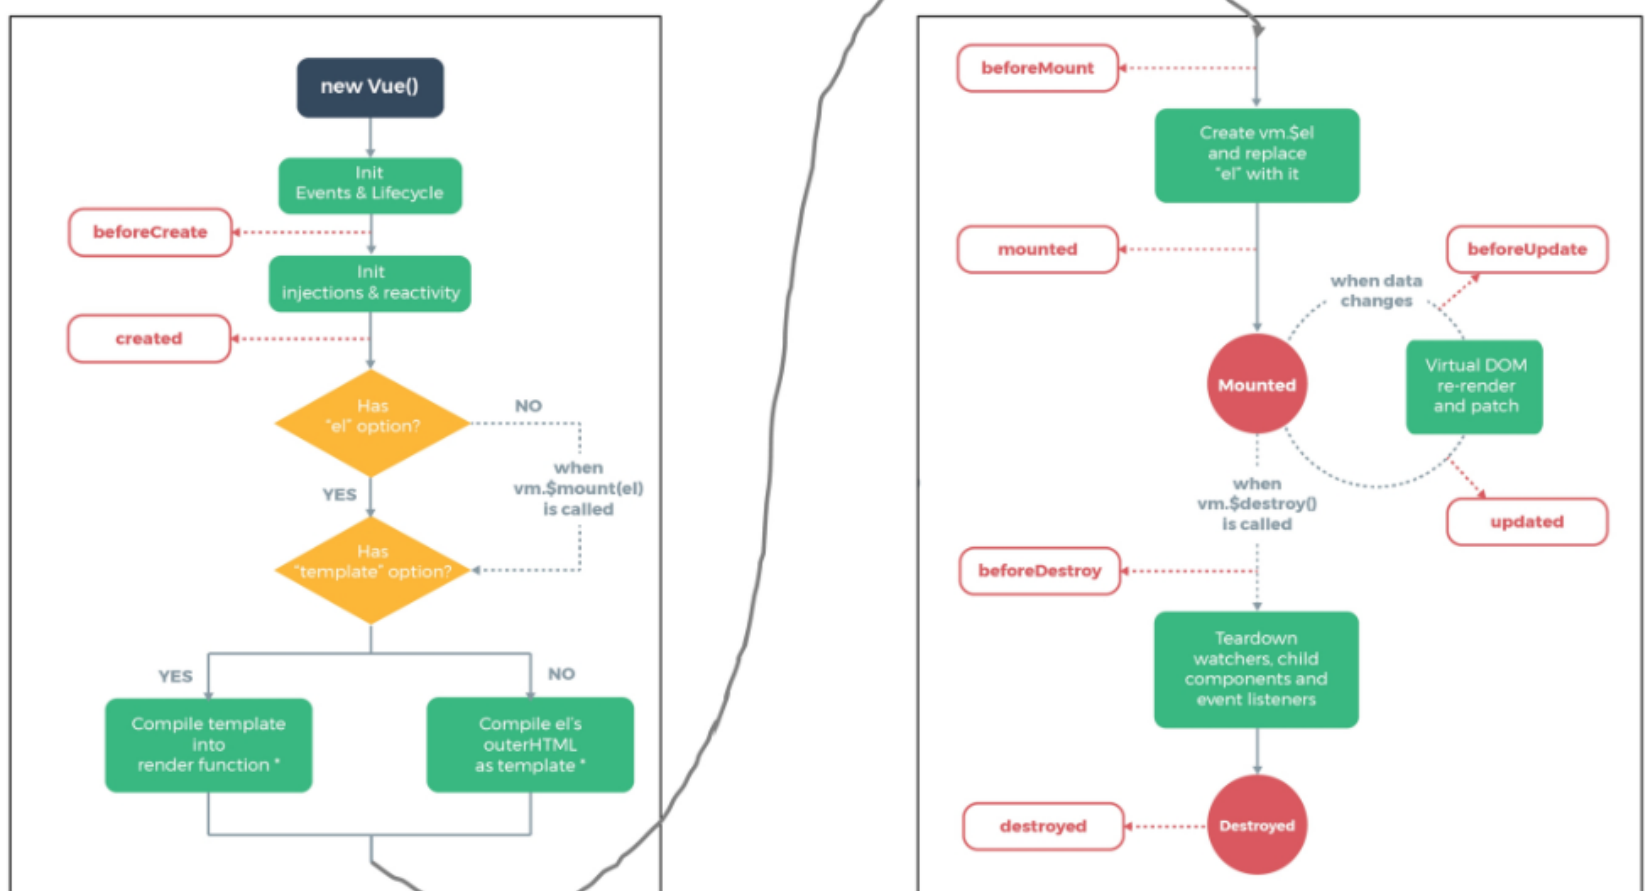 new Vue()
Init
Events & Lifecycle
beforeCreate
Init
injections & reactivity
created
Has
"el" option?
NO
when
vm.$mount(el)
is called
YES
Has
"template" option?
YES
NO
Compile template
into
render function *
Compile el's
outerHTML
as template *
beforeMount
Create vm.$el
and replace
"el" with it
mounted
beforeUpdate
when data
changes
Mounted
Virtual DOM
re-render
and patch
when
vm.$destroy()
is called
updated
beforeDestroy
Teardown
watchers, child
components and
event listeners
destroyed
Destroyed